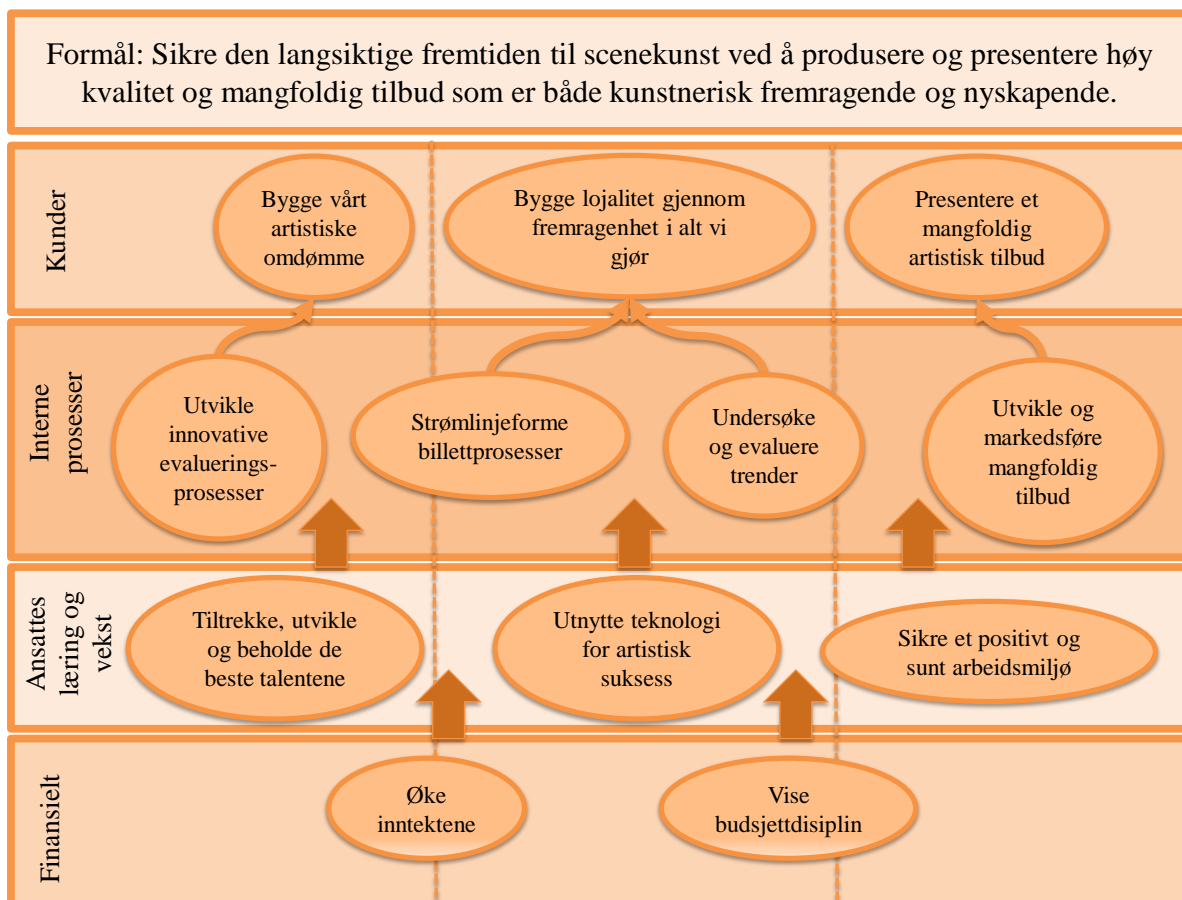 Formål: Sikre den langsiktige fremtiden til scenekunst ved å produsere og presentere høy
kvalitet og mangfoldig tilbud som er både kunstnerisk fremragende og nyskapende.
Kunder
Bygge vårt
artistiske
omdømme
Bygge lojalitet gjennom
fremragenhet i alt vi
gjør
Presentere et
mangfoldig
artistisk tilbud
Interne
prosesser
Utvikle
innovative
evaluerings-
prosesser
Strømlinjeforme
billettprosesser
Undersøke
og evaluere
trender
Utvikle og
markedsføre
mangfoldig
tilbud
Ansattes
læring og
vekst
Tiltrekke, utvikle
og beholde de
beste talentene
Utnytte teknologi
for artistisk
suksess
Sikre et positivt og
sunt arbeidsmiljø
Finansielt
Øke
inntektene
Vise
budsjettdisiplin